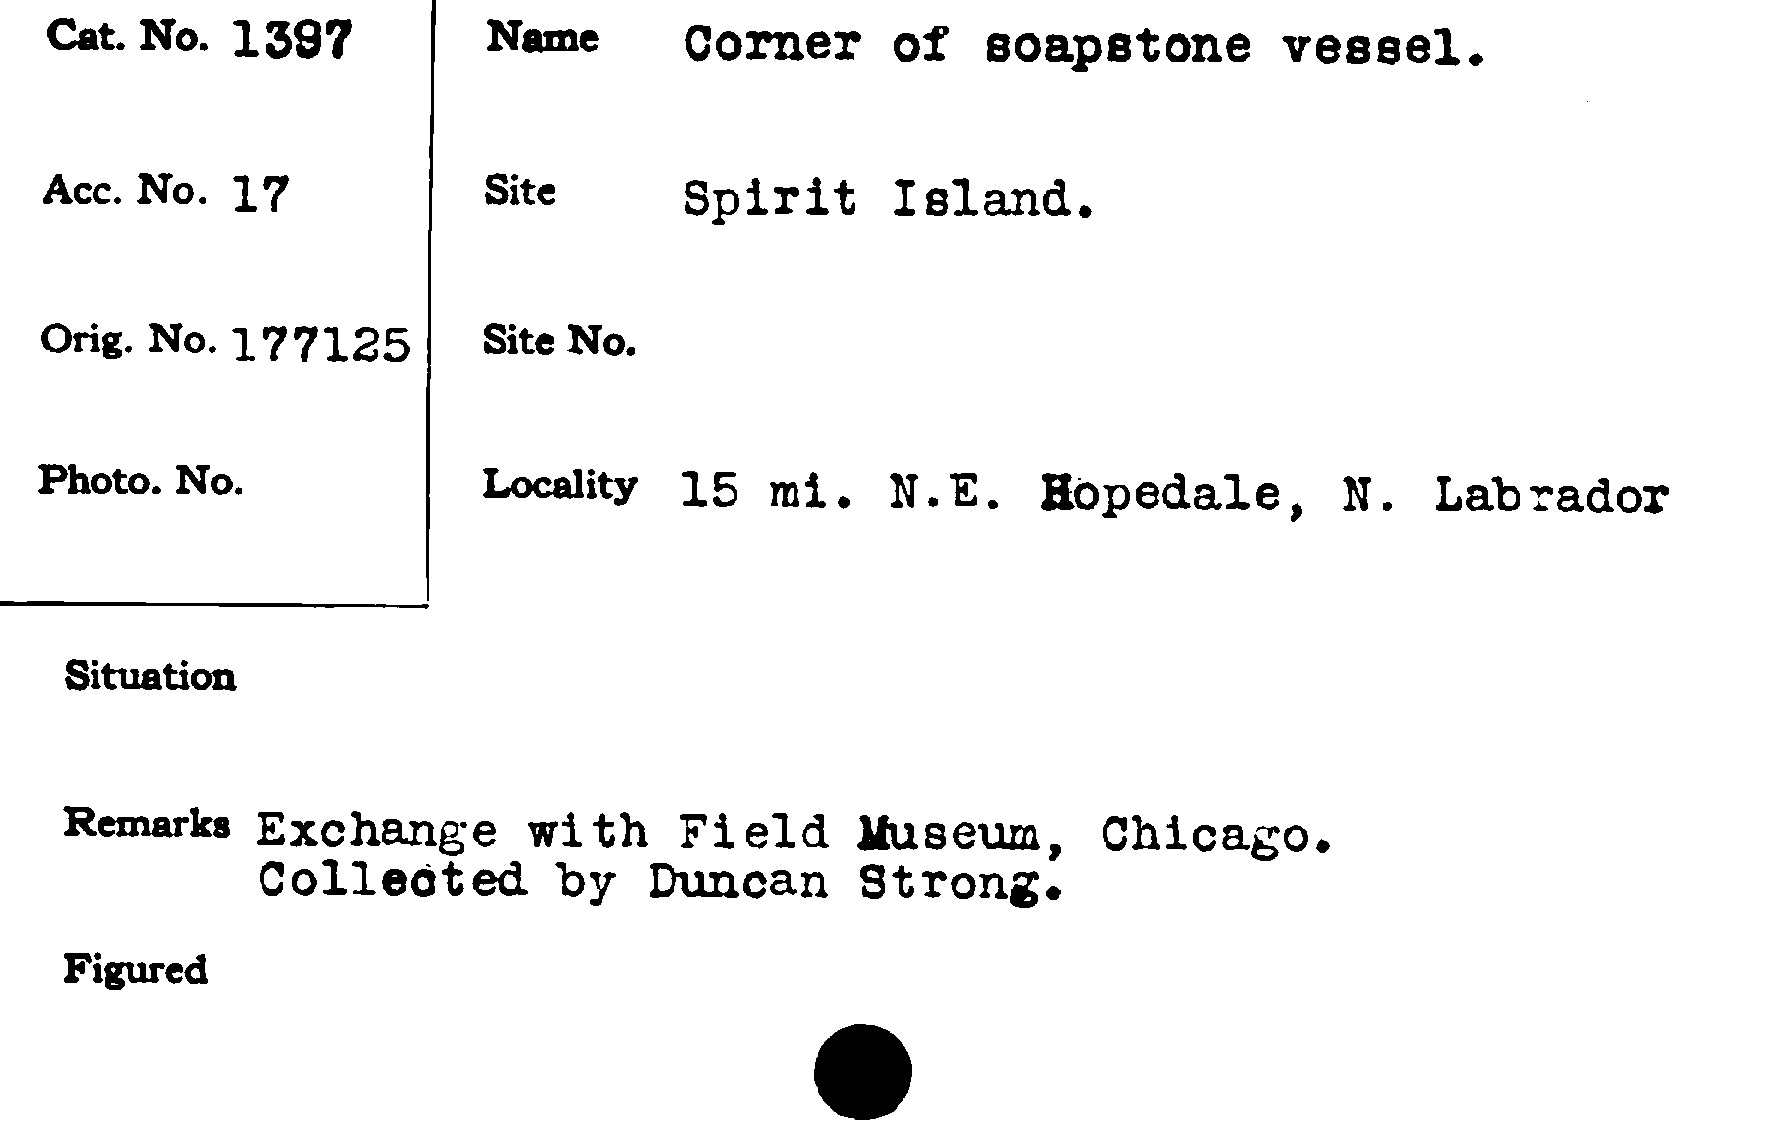 Cat. No. 1397
Name Corner of soapstone vessel.
Acc. No. 17
Site Spirit Island.
Orig. No. 177125
Site No.
Photo. No.
Locality 15 mi. N.E. Hopedale, N. Labrador
Situation
Remarks Exchange with Field Museum, Chicago.
Collected by Duncan Strong.
Figured